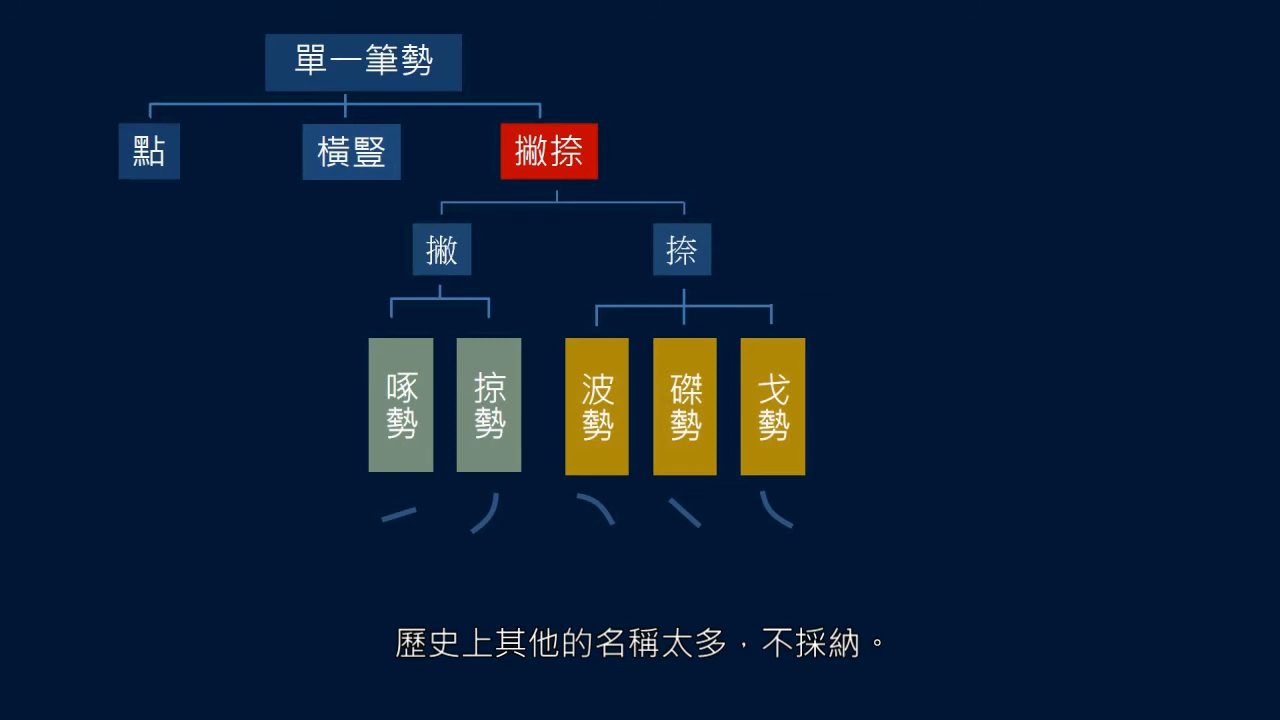 單一筆勢
點
橫豎
撇捺
撇
捺
啄勢
掠勢
波勢
磔勢
戈勢
歷史上其他的名稱太多，不採納。